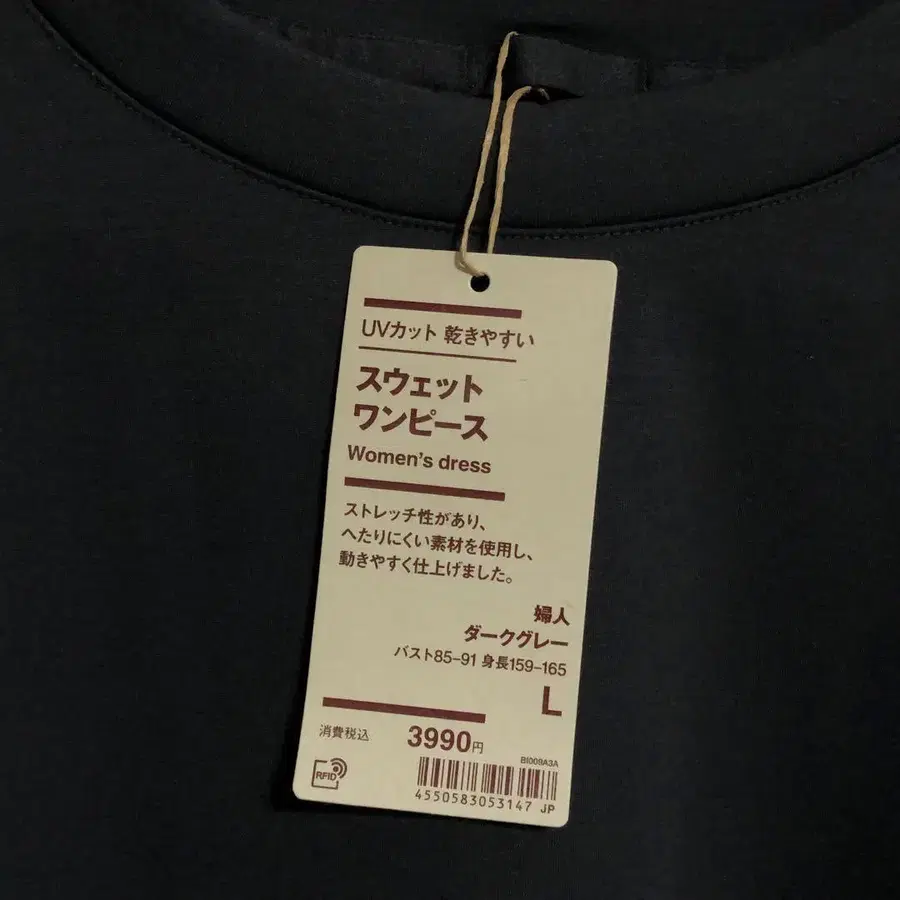 UVカット 乾きやすい
スウェット
ワンピース
Women's dress
ストレッチ性があり、
へたりにくい素材を使用し、
動きやすく仕上げました。
婦人
ダークグレー
バスト85−91 身長159−165
L
消費税込 3990円
BI009A3A
RFID
4550583053147 JP